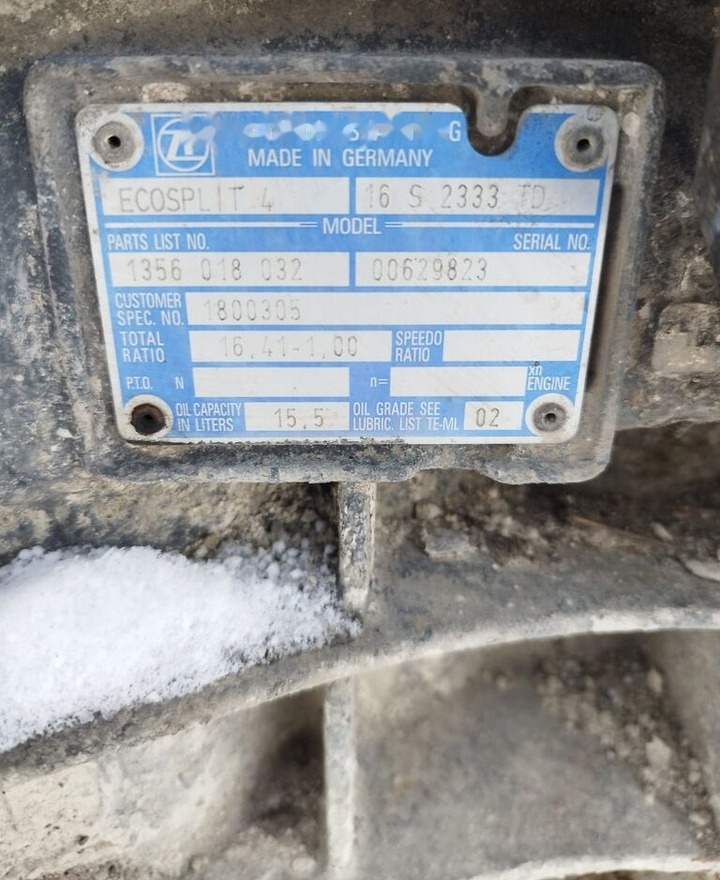 ZF G
MADE IN GERMANY
ECOSPLIT 4 16 S 2333 TD
MODEL
PARTS LIST NO. SERIAL NO.
1356 018 032 00629823
CUSTOMER SPEC. NO. 1800305
TOTAL RATIO 16,41-1,00 SPEEDO RATIO
P.T.O. N n= xn ENGINE
OIL CAPACITY IN LITERS 15,5 OIL GRADE SEE LUBRIC. LIST TE-ML 02